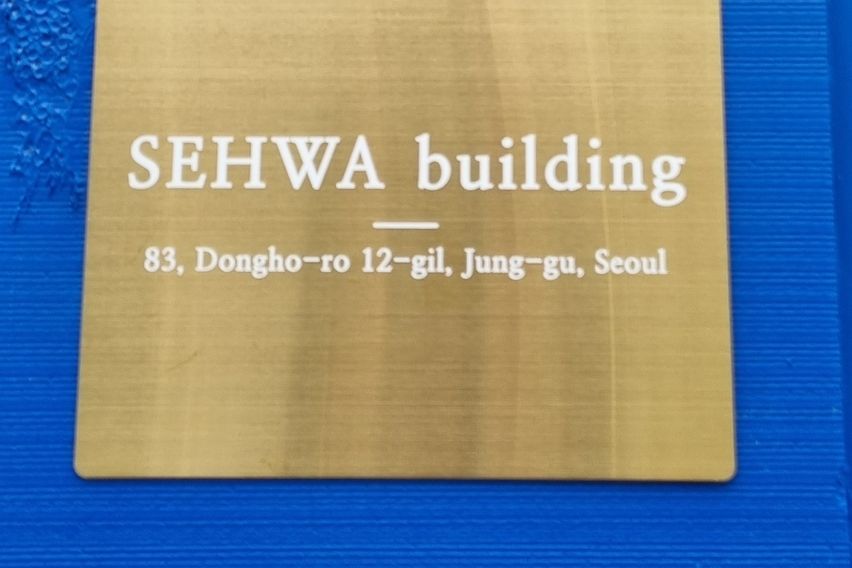 SEHWA building
83, Dongho-ro 12-gil, Jung-gu, Seoul